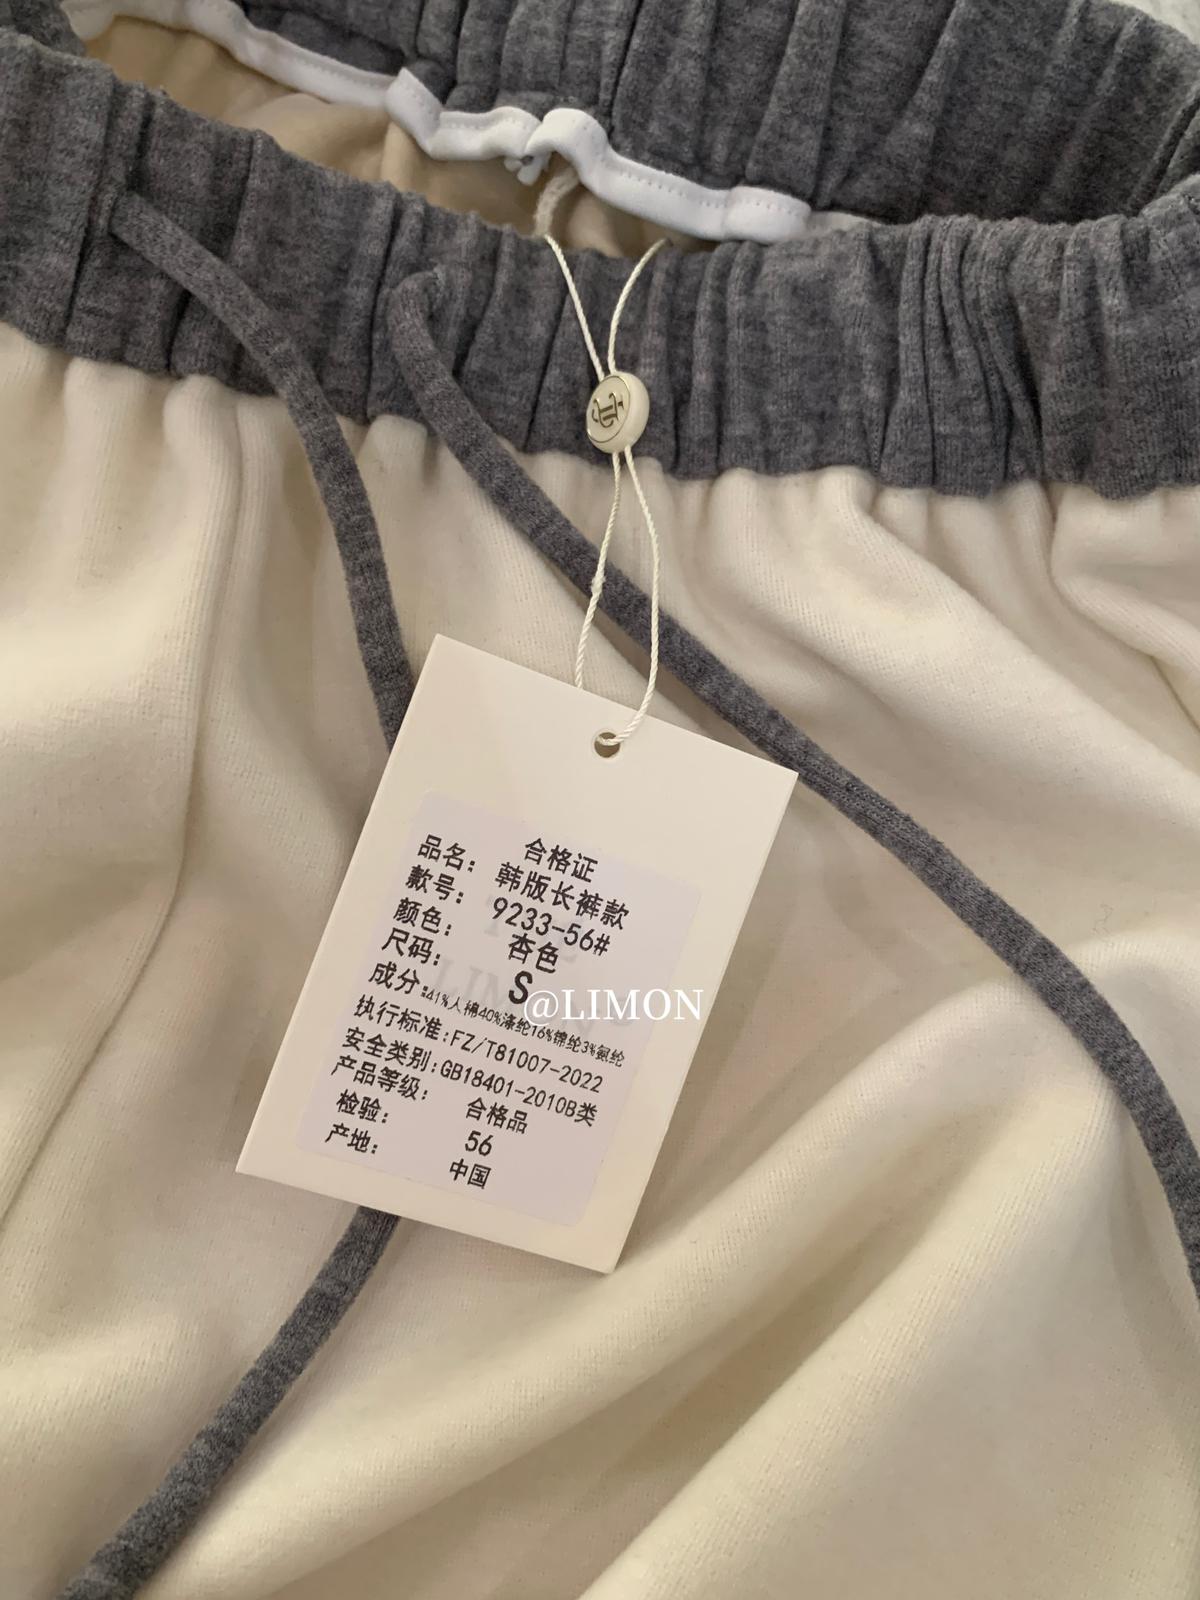 合格证
品名: 韩版长裤款
款号: 9233-56#
颜色: 杏色
尺码: S
成分:41%人棉40%涤纶16%锦纶3%氨纶
@LIMON
执行标准:FZ/T81007-2022
安全类别:GB18401-2010B类
产品等级: 合格品
检验: 56
产地: 中国